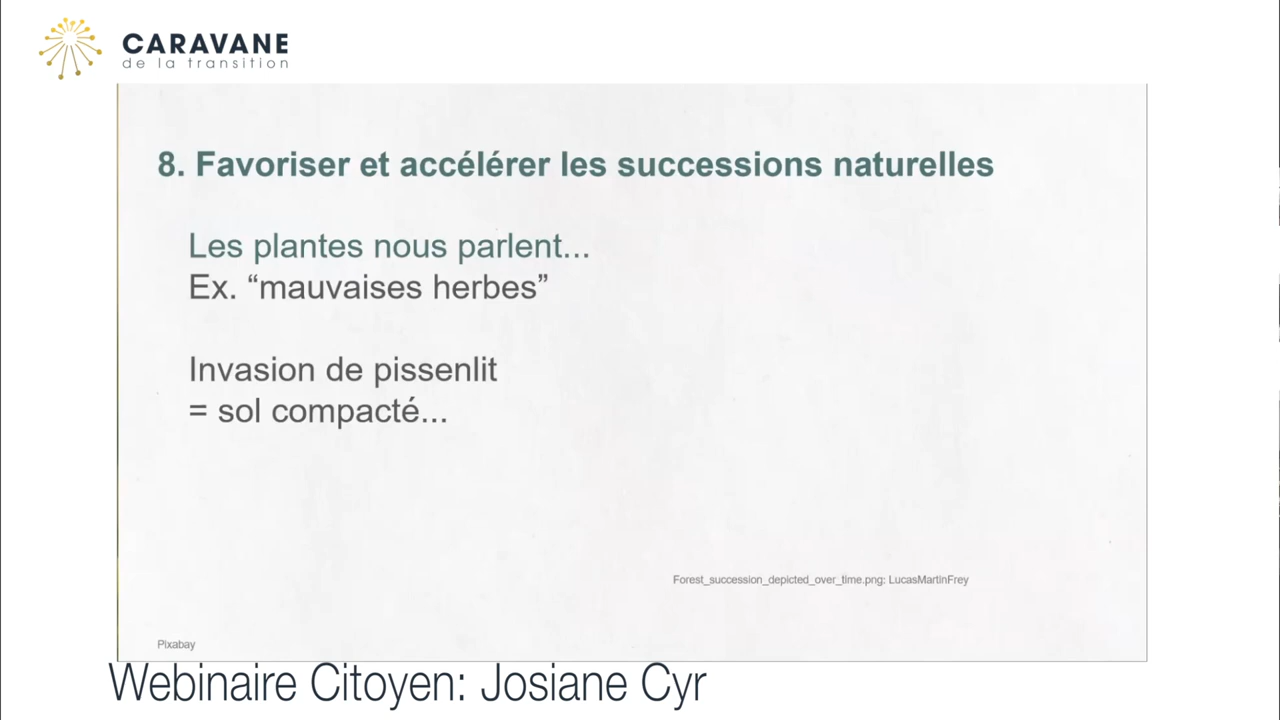 CARAVANE
de la transition
8. Favoriser et accélérer les successions naturelles
Les plantes nous parlent...
Ex. “mauvaises herbes”
Invasion de pissenlit
= sol compacté...
Forest_succession_depicted_over_time.png: LucasMartinFrey
Pixabay
Webinaire Citoyen: Josiane Cyr